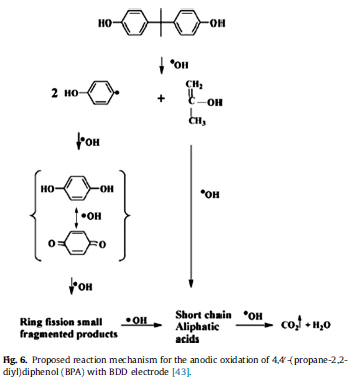 HO OH
•OH
2 HO • + CH2
C—OH
CH3
•OH
HO OH
•OH
•OH
O O
•OH
Ring fission small
fragmented products
•OH
Short chain
Aliphatic
acids
•OH
CO2 + H2O
Fig. 6. Proposed reaction mechanism for the anodic oxidation of 4,4′-(propane-2,2-
diyl)diphenol (BPA) with BDD electrode [43].